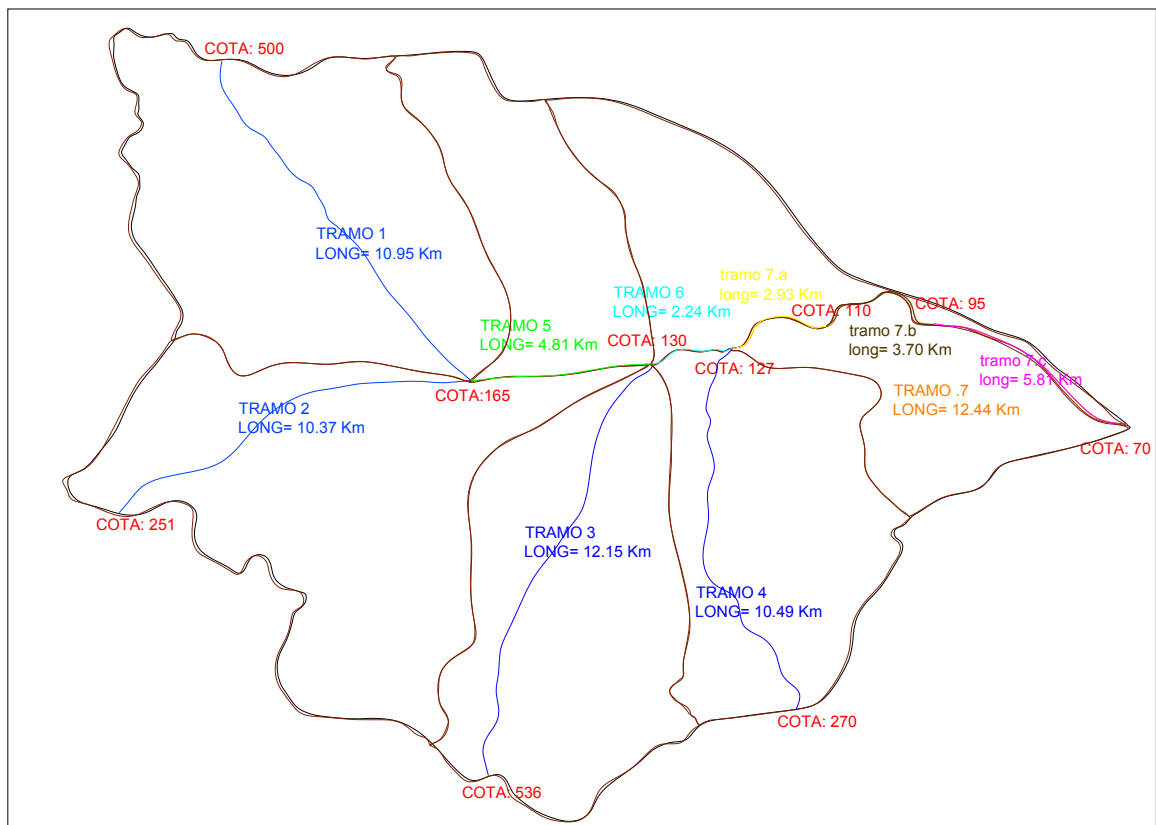 COTA: 500
TRAMO 1
LONG= 10.95 Km
tramo 7.a
long= 2.93 Km
TRAMO 6
LONG= 2.24 Km
COTA: 110
COTA: 95
TRAMO 5
LONG= 4.81 Km
COTA: 130
tramo 7.b
long= 3.70 Km
tramo 7.c
long= 5.81 Km
COTA: 127
COTA:165
TRAMO .7
LONG= 12.44 Km
TRAMO 2
LONG= 10.37 Km
COTA: 70
COTA: 251
TRAMO 3
LONG= 12.15 Km
TRAMO 4
LONG= 10.49 Km
COTA: 270
COTA: 536